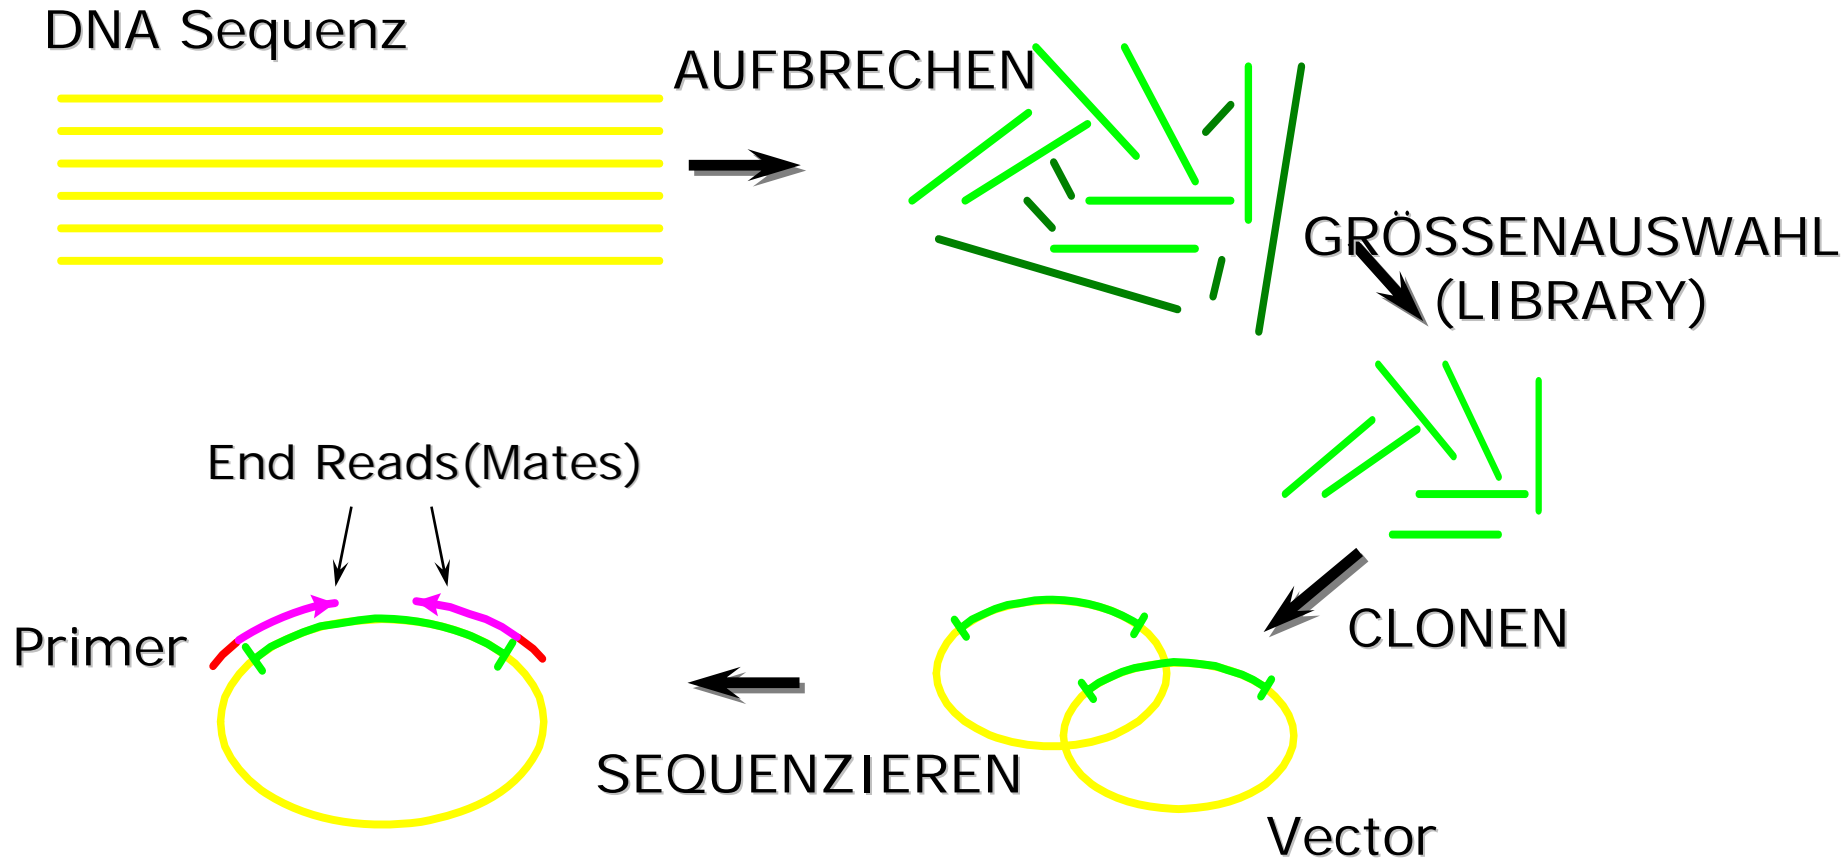 DNA Sequenz
AUFBRECHEN
GRÖSSENAUSWAHL
(LIBRARY)
End Reads(Mates)
Primer
CLONEN
SEQUENZIEREN
Vector